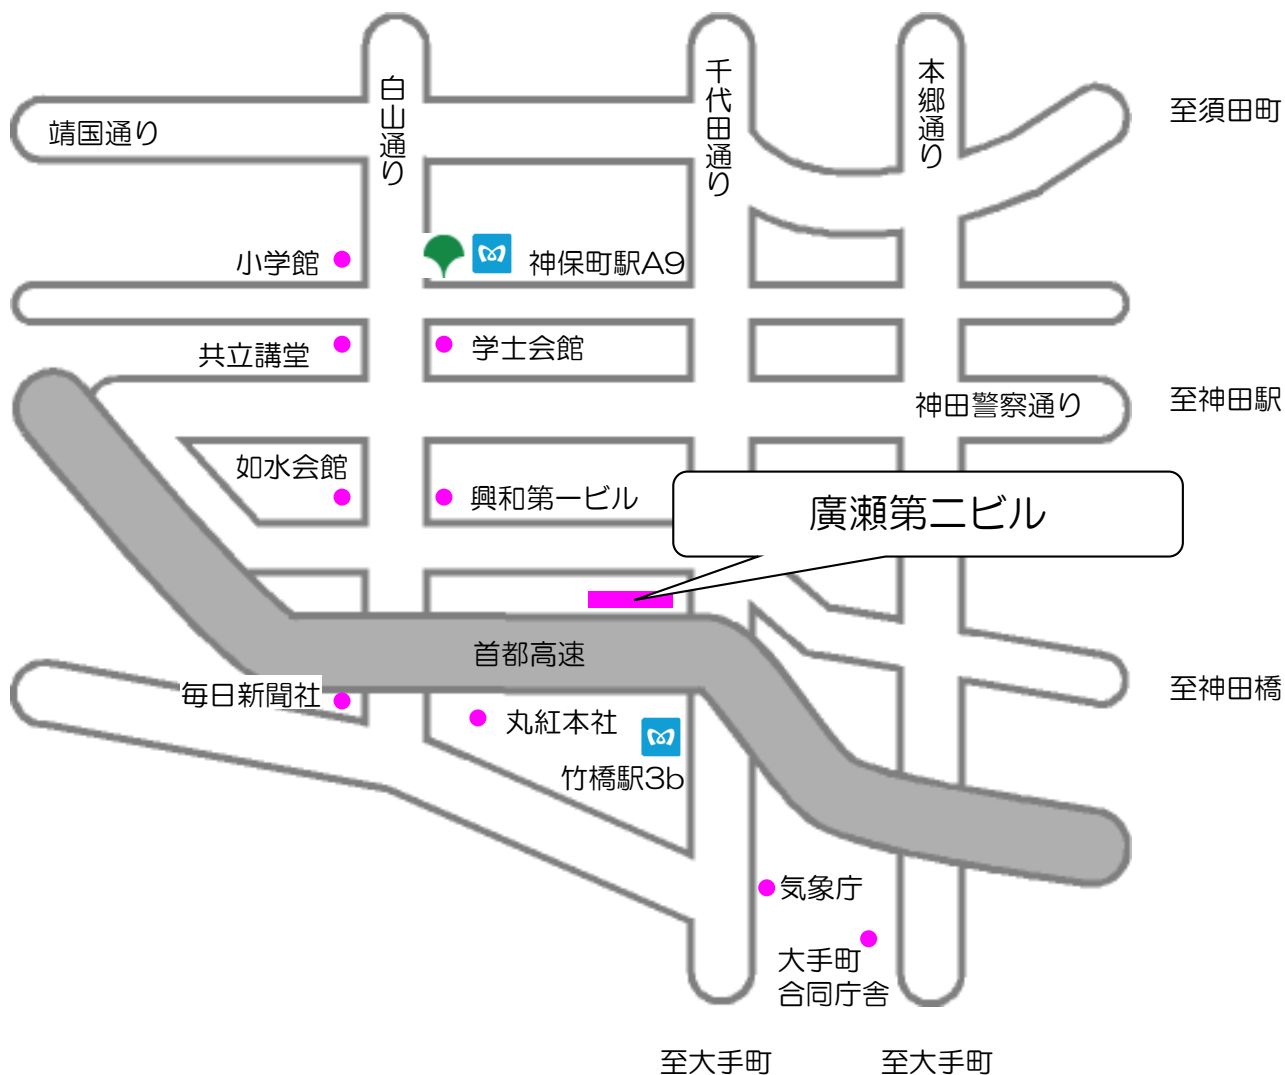 白山通り
千代田通り
本郷通り
至須田町
靖国通り
小学館
神保町駅A9
共立講堂
学士会館
神田警察通り
至神田駅
如水会館
興和第一ビル
廣瀬第二ビル
首都高速
毎日新聞社
至神田橋
丸紅本社
竹橋駅3b
気象庁
大手町
合同庁舎
至大手町
至大手町